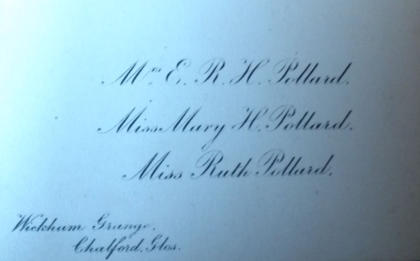 Mrs E. R. H. Pollard.
Miss Mary H. Pollard.
Miss Ruth Pollard.
Wickham Grange.
Chalford. Glos.